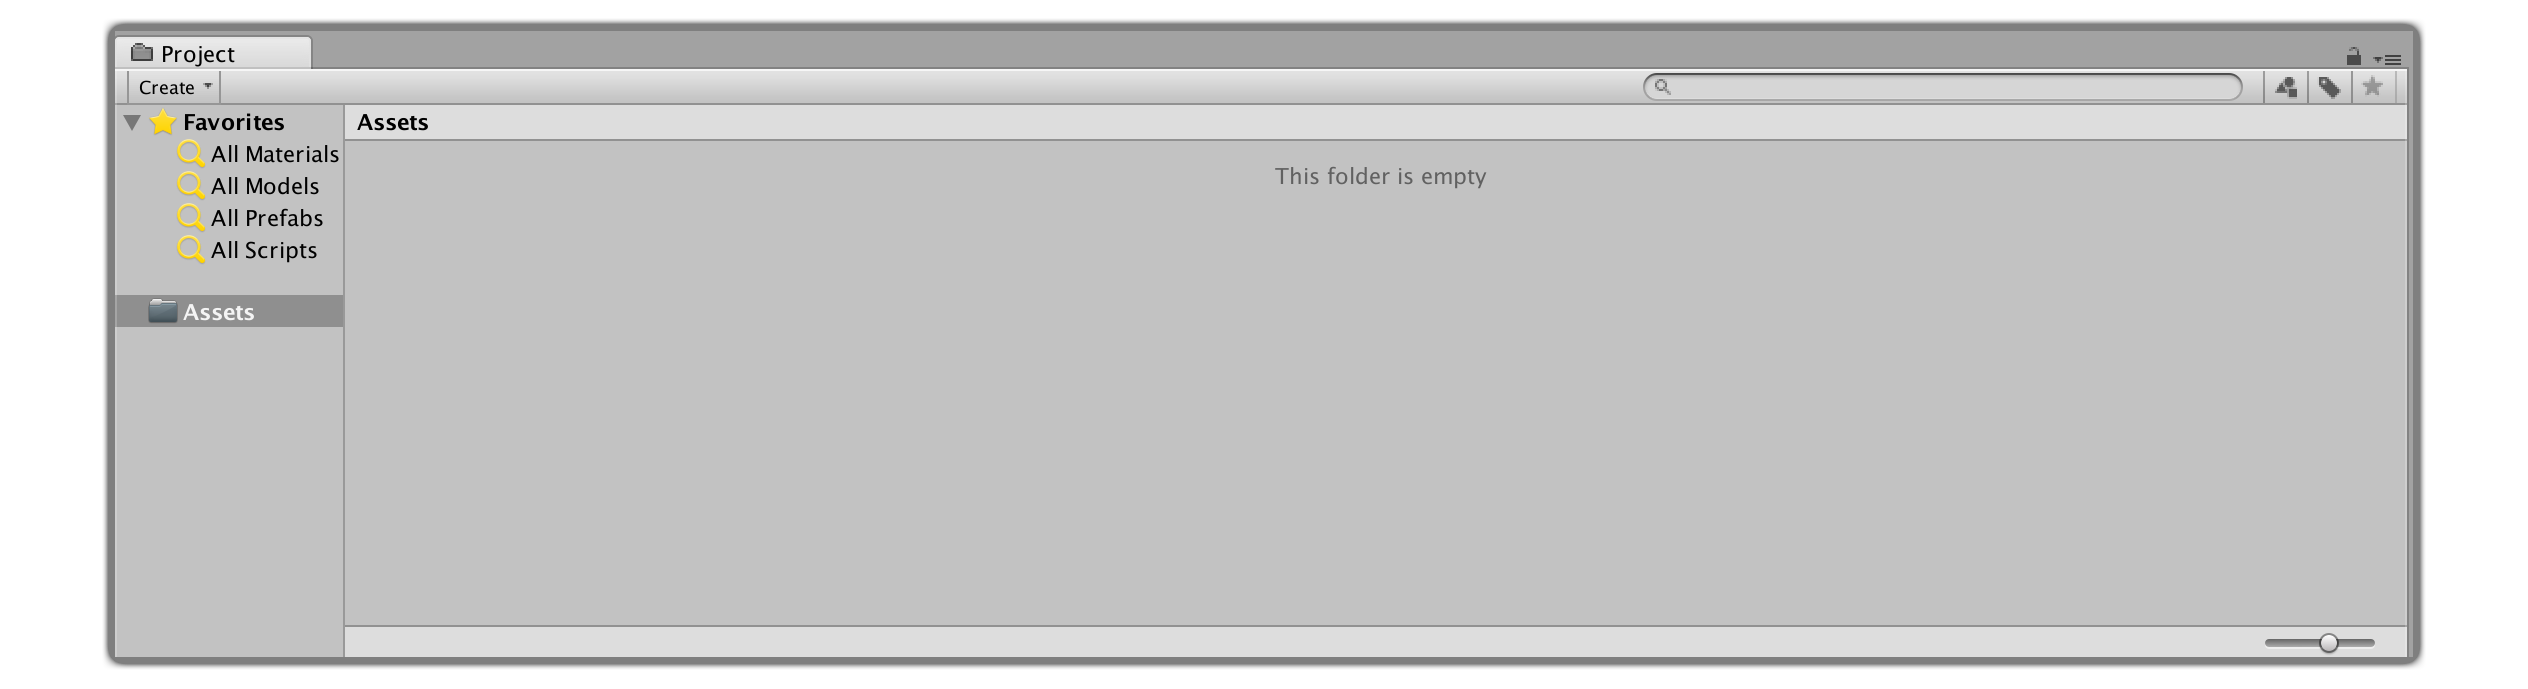 Project
Create
Favorites
All Materials
All Models
All Prefabs
All Scripts
Assets
Assets
This folder is empty